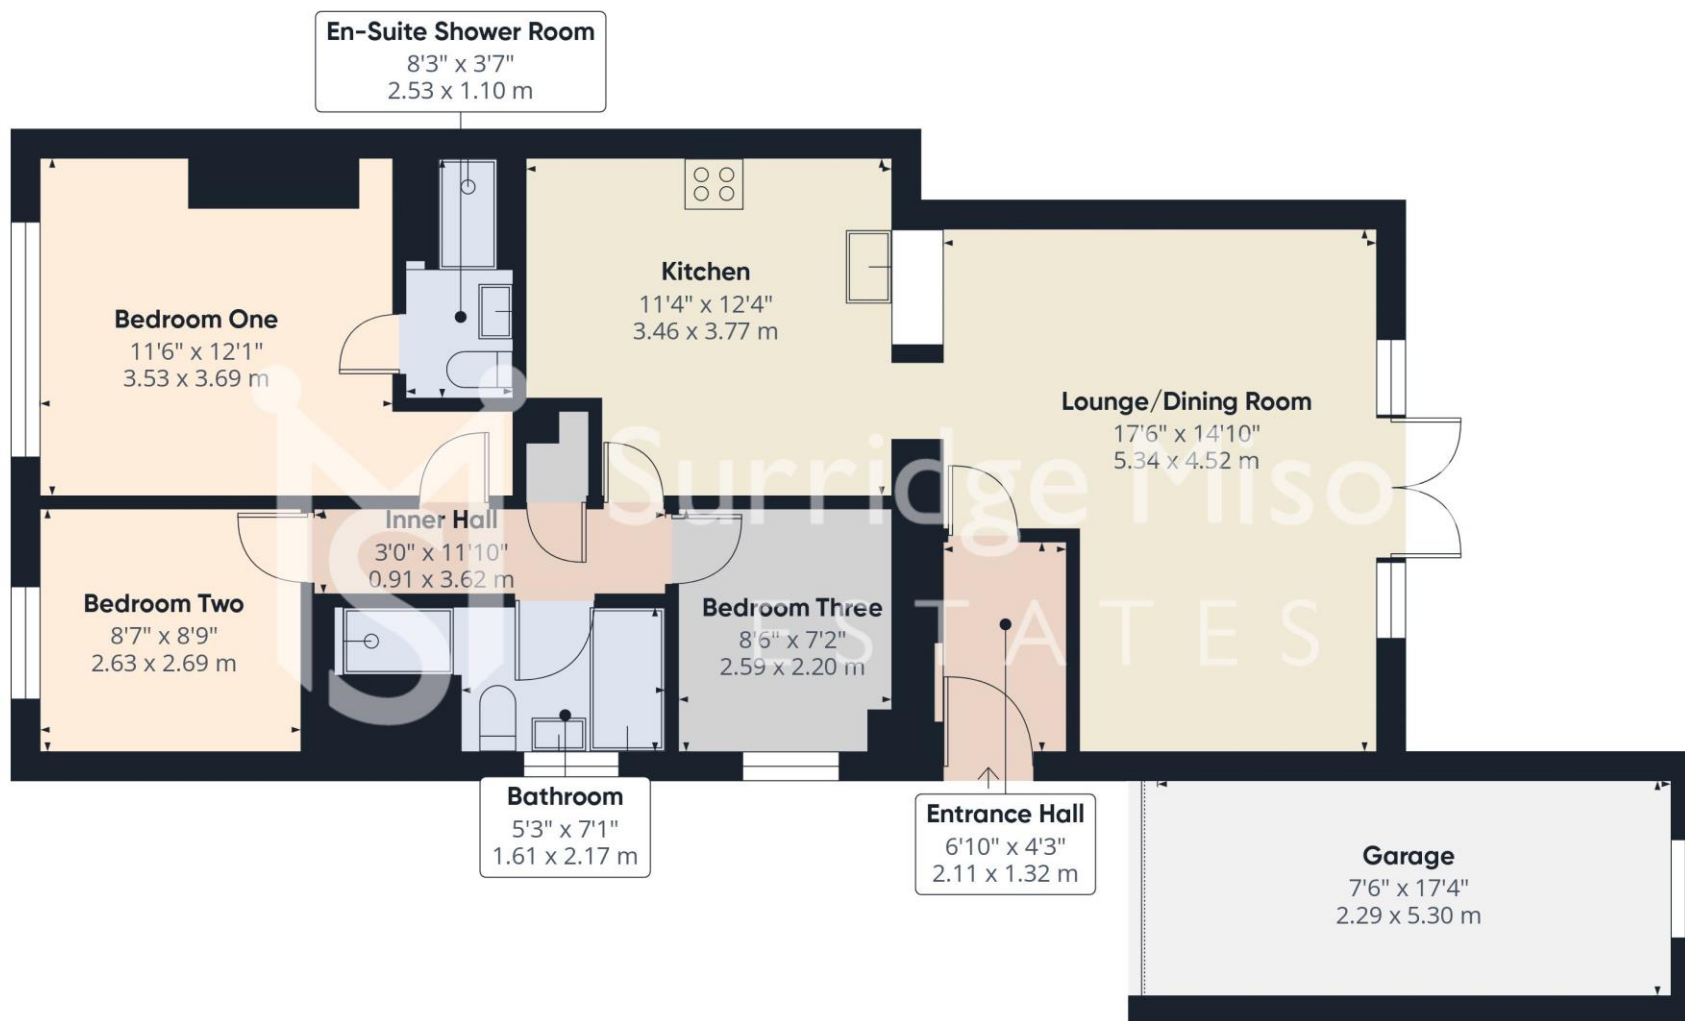 En-Suite Shower Room
8'3" x 3'7"
2.53 x 1.10 m
Kitchen
11'4" x 12'4"
3.46 x 3.77 m
Bedroom One
11'6" x 12'1"
3.53 x 3.69 m
Lounge/Dining Room
17'6" x 14'10"
5.34 x 4.52 m
Surridge Miso
ESTATES
Inner Hall
3'0" x 11'10"
0.91 x 3.62 m
Bedroom Two
8'7" x 8'9"
2.63 x 2.69 m
Bedroom Three
8'6" x 7'2"
2.59 x 2.20 m
Bathroom
5'3" x 7'1"
1.61 x 2.17 m
Entrance Hall
6'10" x 4'3"
2.11 x 1.32 m
Garage
7'6" x 17'4"
2.29 x 5.30 m